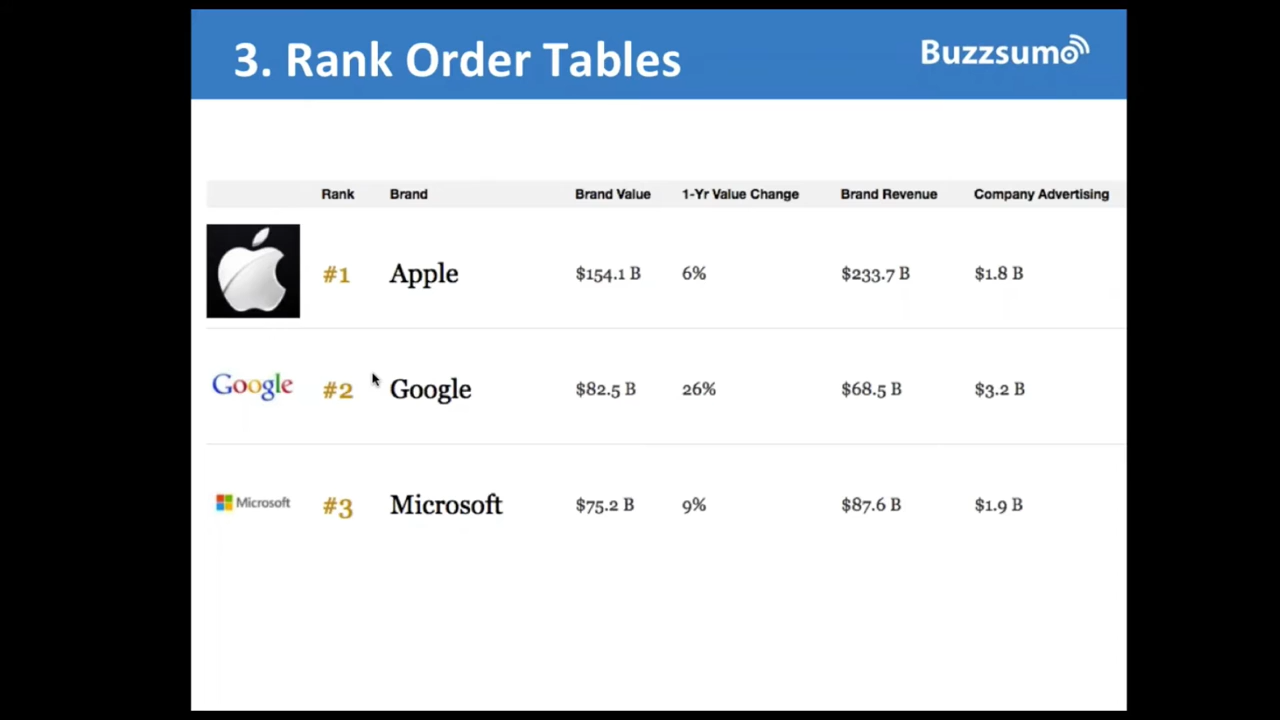 3. Rank Order Tables
Buzzsumo
Rank Brand Brand Value 1-Yr Value Change Brand Revenue Company Advertising
#1 Apple $154.1 B 6% $233.7 B $1.8 B
Google #2 Google $82.5 B 26% $68.5 B $3.2 B
Microsoft #3 Microsoft $75.2 B 9% $87.6 B $1.9 B